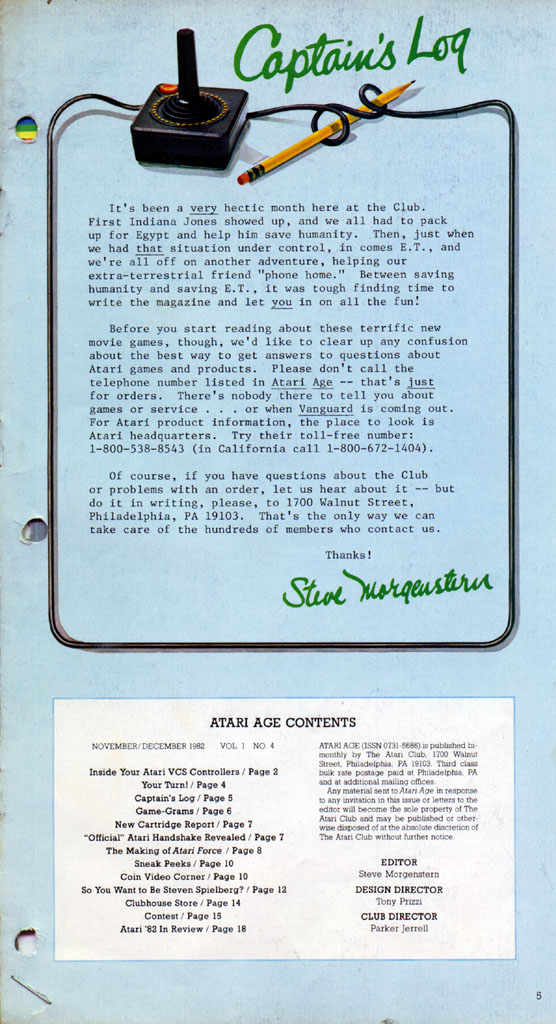 Captain's Log
It's been a very hectic month here at the Club.
First Indiana Jones showed up, and we all had to pack
up for Egypt and help him save humanity. Then, just when
we had that situation under control, in comes E.T., and
we're all off on another adventure, helping our
extra-terrestrial friend "phone home." Between saving
humanity and saving E.T., it was tough finding time to
write the magazine and let you in on all the fun!
Before you start reading about these terrific new
movie games, though, we'd like to clear up any confusion
about the best way to get answers to questions about
Atari games and products. Please don't call the
telephone number listed in Atari Age -- that's just
for orders. There's nobody there to tell you about
games or service . . . or when Vanguard is coming out.
For Atari product information, the place to look is
Atari headquarters. Try their toll-free number:
1-800-538-8543 (in California call 1-800-672-1404).
Of course, if you have questions about the Club
or problems with an order, let us hear about it -- but
do it in writing, please, to 1700 Walnut Street,
Philadelphia, PA 19103. That's the only way we can
take care of the hundreds of members who contact us.
Thanks!
Steve Morgenstern
ATARI AGE CONTENTS
NOVEMBER/DECEMBER 1982 VOL. 1 NO. 4
Inside Your Atari VCS Controllers / Page 2
Your Turn! / Page 4
Captain's Log / Page 5
Game-Grams / Page 6
New Cartridge Report / Page 7
"Official" Atari Handshake Revealed / Page 7
The Making of Atari Force / Page 8
Sneak Peeks / Page 10
Coin Video Corner / Page 10
So You Want to Be Steven Spielberg? / Page 12
Clubhouse Store / Page 14
Contest / Page 15
Atari '82 In Review / Page 18
ATARI AGE (ISSN 0731-5686) is published bi-
monthly by The Atari Club, 1700 Walnut
Street, Philadelphia, PA 19103. Third class
bulk rate postage paid at Philadelphia, PA
and at additional mailing offices.
Any material sent to Atari Age in response
to any invitation in this issue or letters to the
editor will become the sole property of The
Atari Club and may be published or other-
wise disposed of at the absolute discretion of
The Atari Club without further notice.
EDITOR
Steve Morgenstern
DESIGN DIRECTOR
Tony Prizzi
CLUB DIRECTOR
Parker Jerrell
5